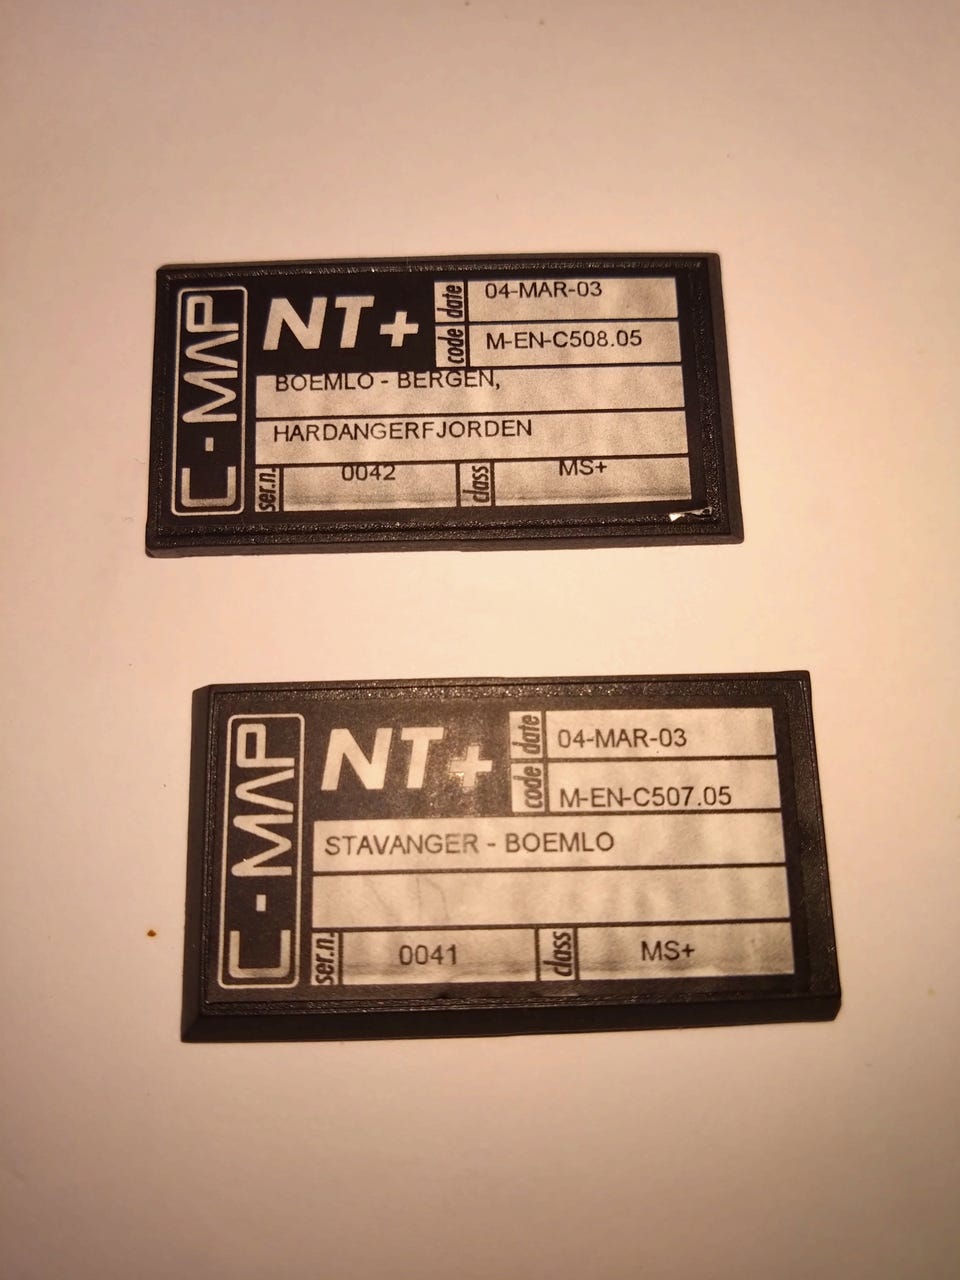 C-MAP
NT+
date 04-MAR-03
code M-EN-C508.05
BOEMLO - BERGEN,
HARDANGERFJORDEN
ser.n. 0042 class MS+
C-MAP
NT+
date 04-MAR-03
code M-EN-C507.05
STAVANGER - BOEMLO
ser.n. 0041 class MS+